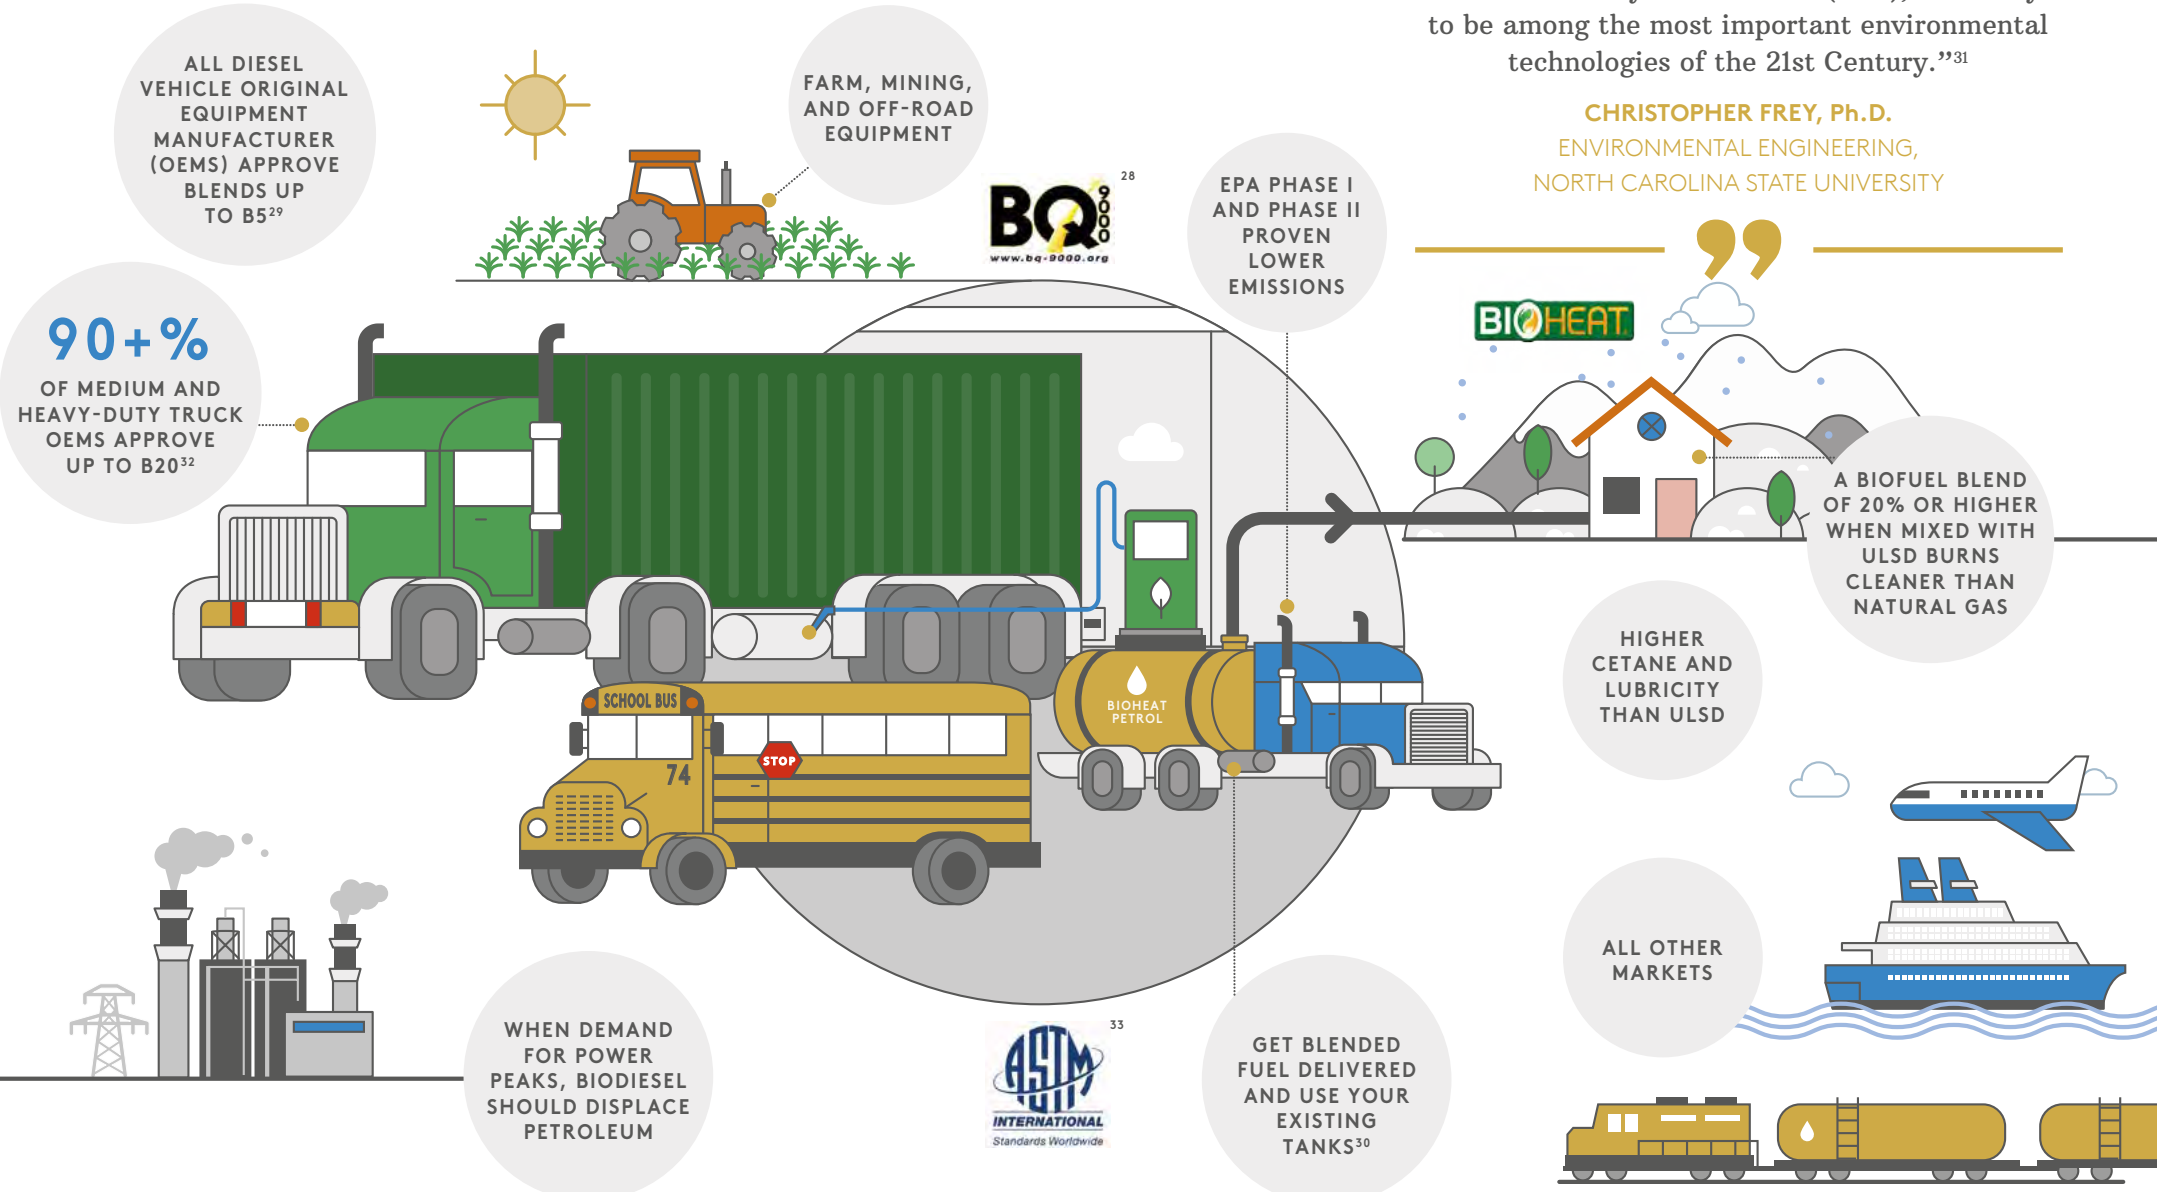 to be among the most important environmental
technologies of the 21st Century.”31
CHRISTOPHER FREY, Ph.D.
ENVIRONMENTAL ENGINEERING,
NORTH CAROLINA STATE UNIVERSITY
”
ALL DIESEL
VEHICLE ORIGINAL
EQUIPMENT
MANUFACTURER
(OEMS) APPROVE
BLENDS UP
TO B529
FARM, MINING,
AND OFF-ROAD
EQUIPMENT
BQ 9000
www.bq-9000.org
28
EPA PHASE I
AND PHASE II
PROVEN
LOWER
EMISSIONS
BIOHEAT
90+%
OF MEDIUM AND
HEAVY-DUTY TRUCK
OEMS APPROVE
UP TO B2032
A BIOFUEL BLEND
OF 20% OR HIGHER
WHEN MIXED WITH
ULSD BURNS
CLEANER THAN
NATURAL GAS
HIGHER
CETANE AND
LUBRICITY
THAN ULSD
BIOHEAT
PETROL
SCHOOL BUS
STOP
74
ALL OTHER
MARKETS
WHEN DEMAND
FOR POWER
PEAKS, BIODIESEL
SHOULD DISPLACE
PETROLEUM
33
ASTM
INTERNATIONAL
Standards Worldwide
GET BLENDED
FUEL DELIVERED
AND USE YOUR
EXISTING
TANKS30